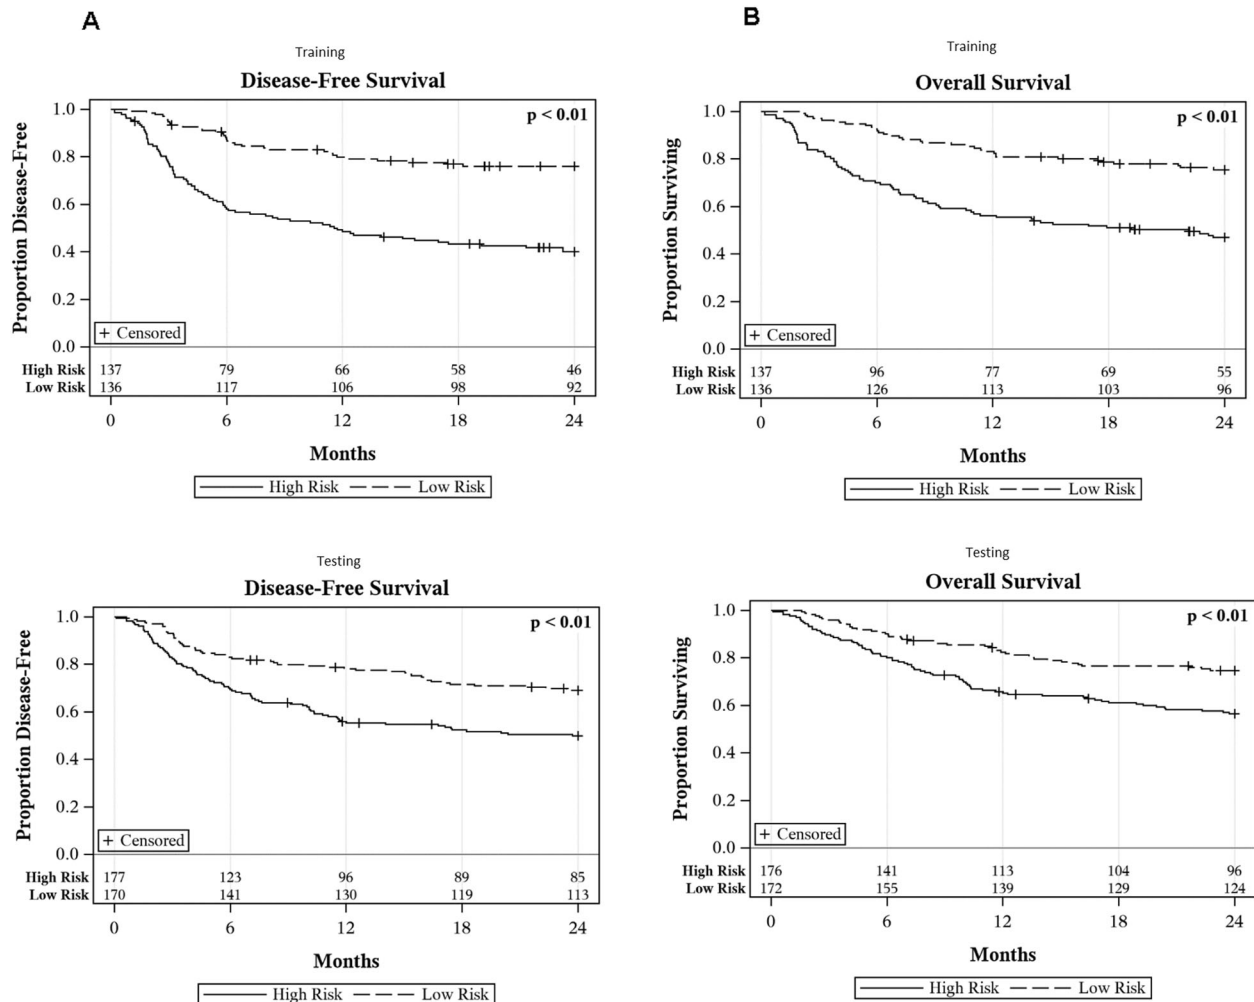 A
Training
Disease-Free Survival
p < 0.01
Proportion Disease-Free
1.0
0.8
0.6
0.4
0.2
0.0
+ Censored
High Risk 137 79 66 58 46
Low Risk 136 117 106 98 92
0 6 12 18 24
Months
High Risk Low Risk
B
Training
Overall Survival
p < 0.01
Proportion Surviving
1.0
0.8
0.6
0.4
0.2
0.0
+ Censored
High Risk 137 96 77 69 55
Low Risk 136 126 113 103 96
0 6 12 18 24
Months
High Risk Low Risk
Testing
Disease-Free Survival
p < 0.01
Proportion Disease-Free
1.0
0.8
0.6
0.4
0.2
0.0
+ Censored
High Risk 177 123 96 89 85
Low Risk 170 141 130 119 113
0 6 12 18 24
Months
High Risk Low Risk
Testing
Overall Survival
p < 0.01
Proportion Surviving
1.0
0.8
0.6
0.4
0.2
0.0
+ Censored
High Risk 176 141 113 104 96
Low Risk 172 155 139 129 124
0 6 12 18 24
Months
High Risk Low Risk